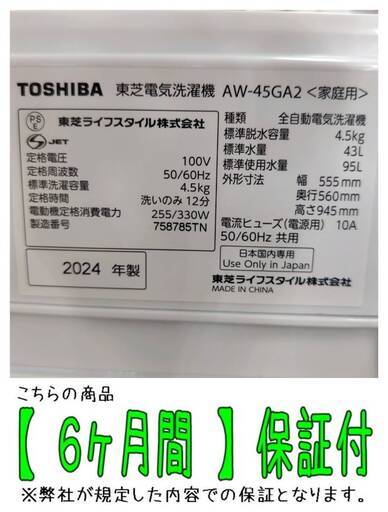 TOSHIBA 東芝電気洗濯機 AW-45GA2 <家庭用>
PS
E
JET
東芝ライフスタイル株式会社
定格電圧 100V
定格周波数 50/60Hz
標準洗濯容量 4.5kg
定格時間 洗いのみ 12分
電動機定格消費電力 255/330W
製造番号 758785TN
2024 年製
種類 全自動電気洗濯機
標準脱水容量 4.5kg
標準水量 43L
標準使用水量 95L
外形寸法 幅 555mm
奥行560mm
高さ945mm
電流ヒューズ(電源用) 10A
50/60Hz 共用
日本国内専用
Use Only in Japan
東芝ライフスタイル株式会社
MADE IN CHINA
こちらの商品
【 6ヶ月間 】保証付
※弊社が規定した内容での保証となります。